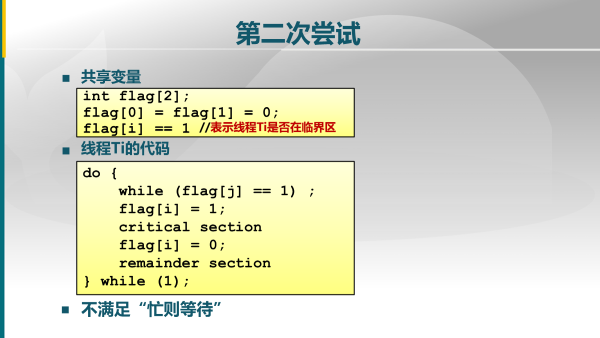 第二次尝试
共享变量
int flag[2];
flag[0] = flag[1] = 0;
flag[i] == 1 //表示线程Ti是否在临界区
线程Ti的代码
do {
while (flag[j] == 1) ;
flag[i] = 1;
critical section
flag[i] = 0;
remainder section
} while (1);
不满足“忙则等待”